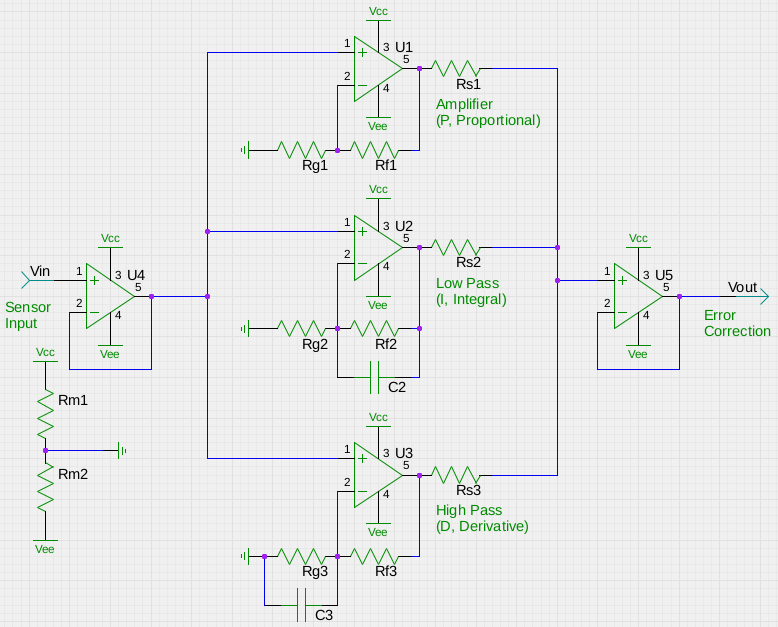 Vcc
1
3
U1
5
2
4
Vee
Rs1
Amplifier
(P, Proportional)
Rg1
Rf1
Vcc
1
3
U2
5
2
4
Vee
Rs2
Low Pass
(I, Integral)
Rg2
Rf2
C2
Vin
Sensor
Input
Vcc
1
3
U4
5
2
4
Vee
Vcc
Rm1
Rm2
Vee
Vcc
1
3
U3
5
2
4
Vee
Rs3
High Pass
(D, Derivative)
Rg3
Rf3
C3
Vcc
1
3
U5
5
2
4
Vee
Vout
Error
Correction